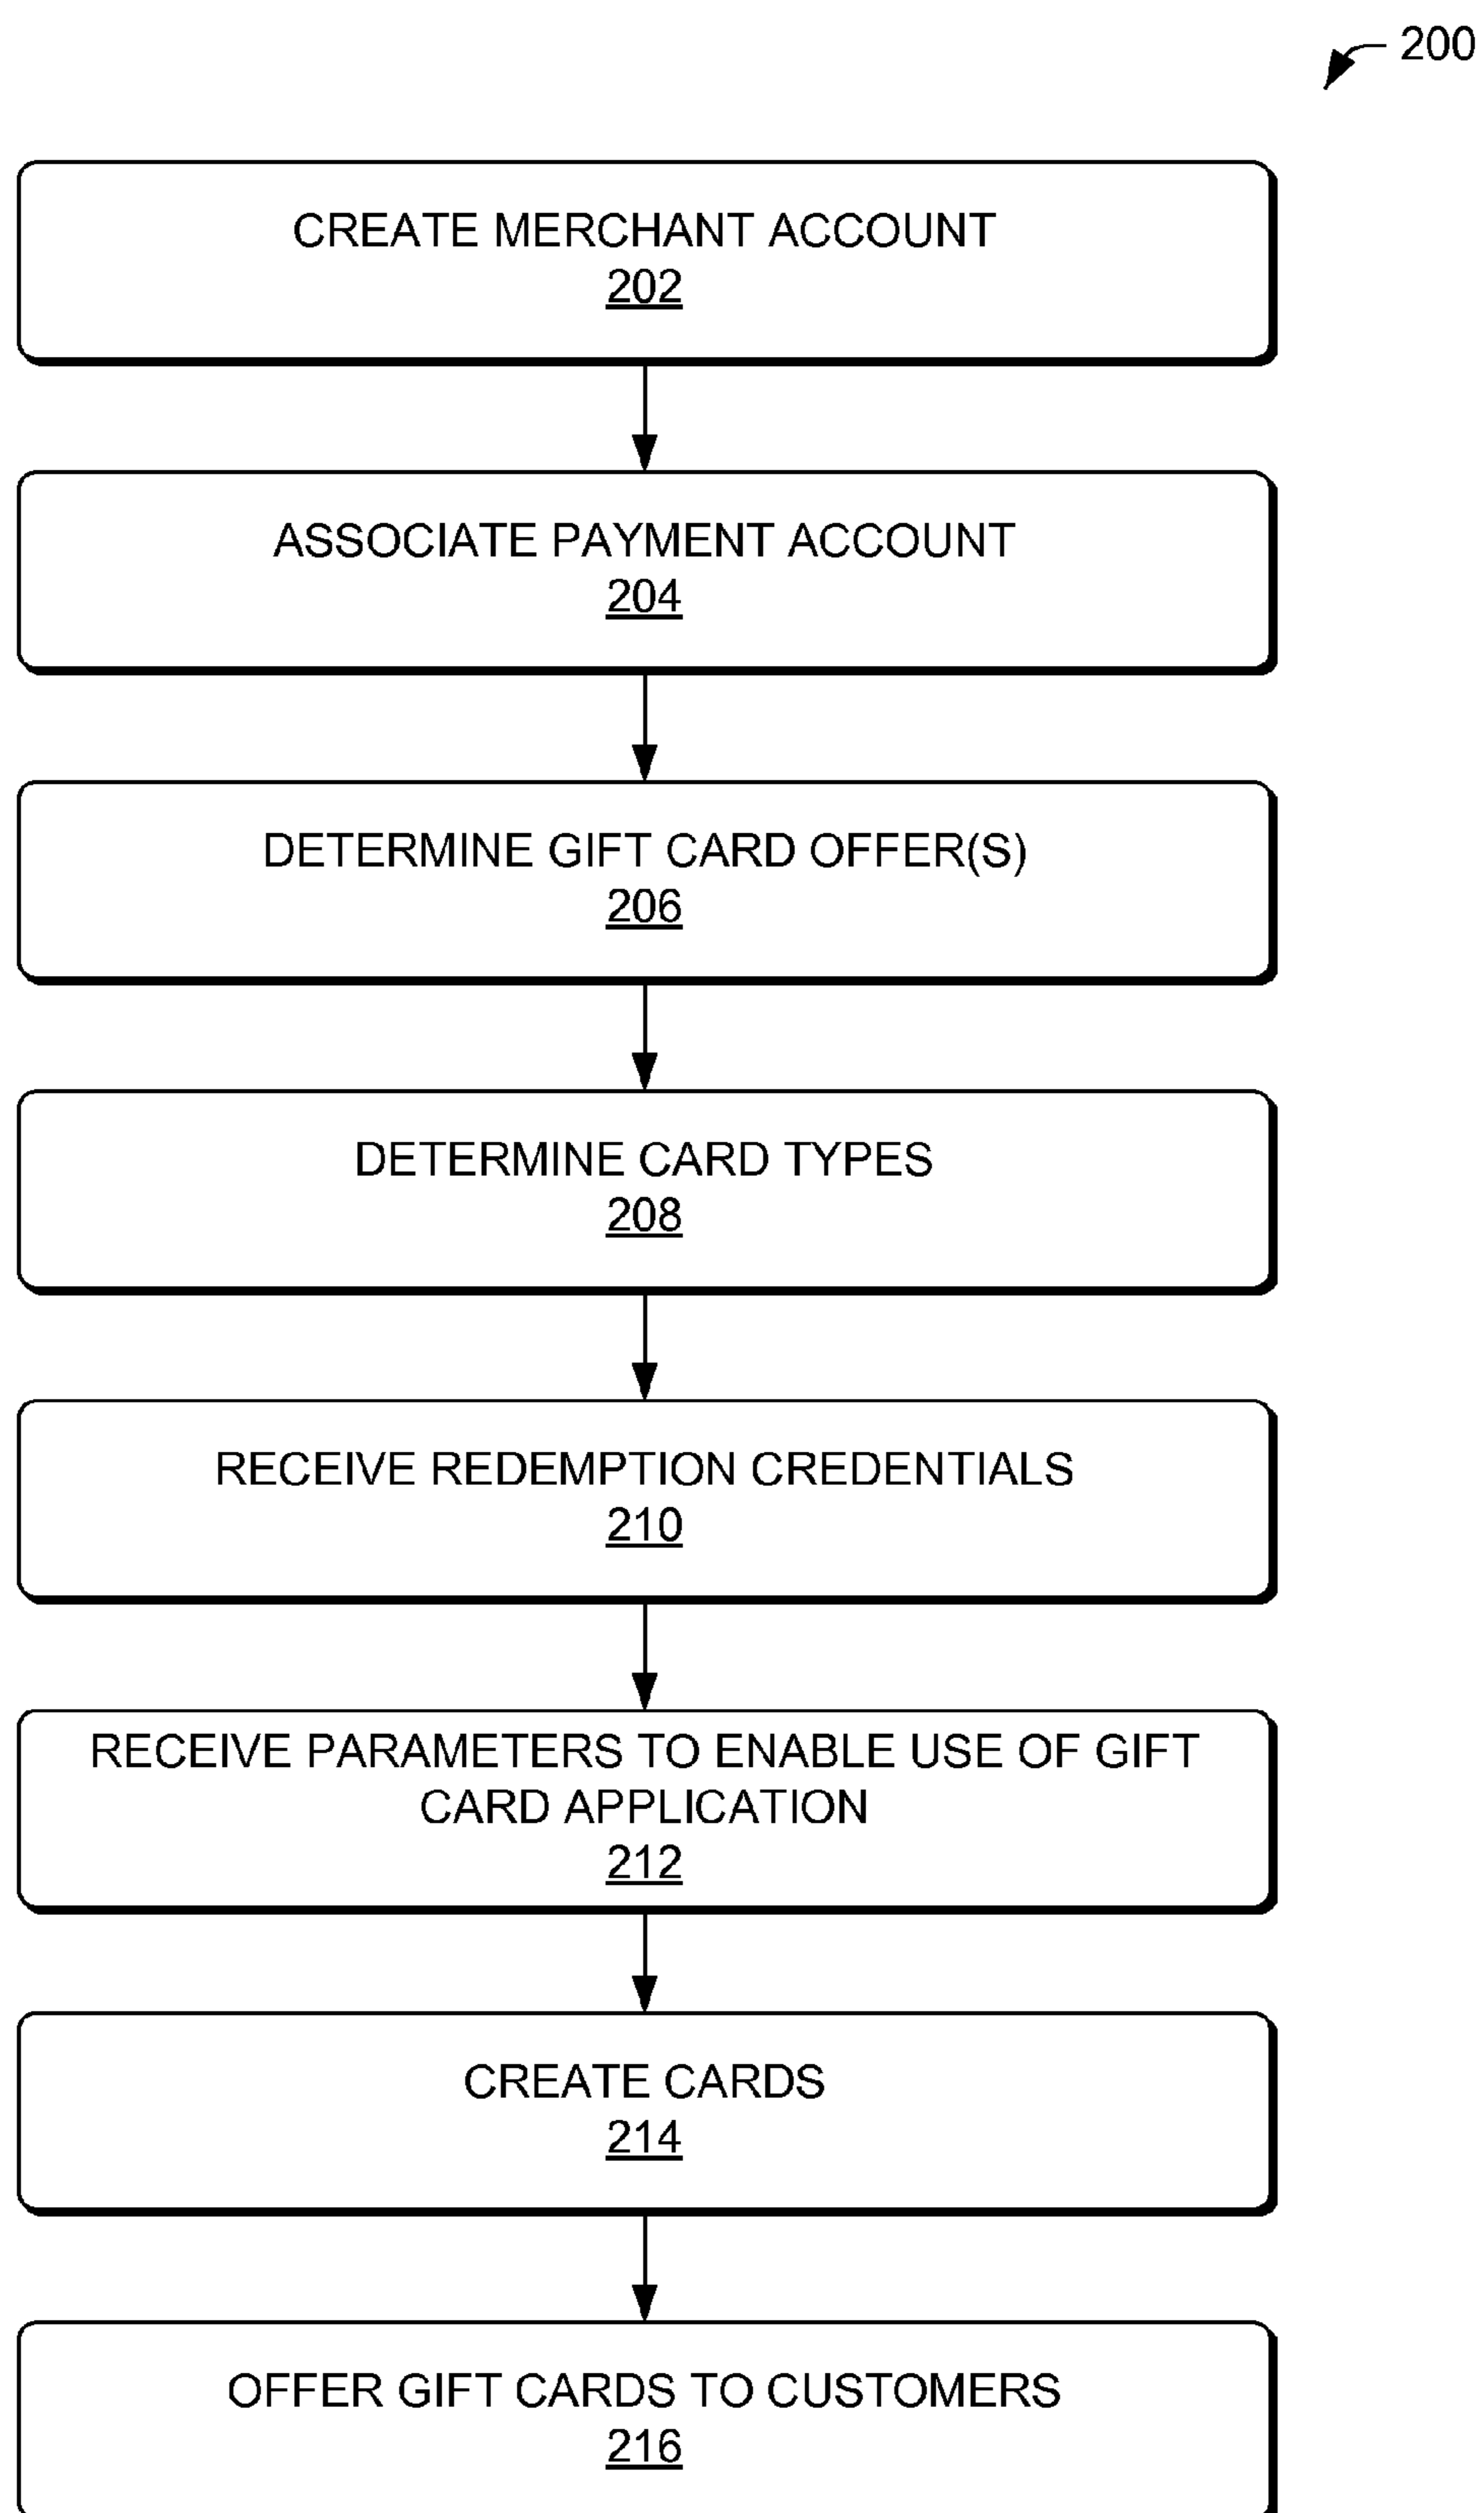 200
CREATE MERCHANT ACCOUNT
202
ASSOCIATE PAYMENT ACCOUNT
204
DETERMINE GIFT CARD OFFER(S)
206
DETERMINE CARD TYPES
208
RECEIVE REDEMPTION CREDENTIALS
210
RECEIVE PARAMETERS TO ENABLE USE OF GIFT
CARD APPLICATION
212
CREATE CARDS
214
OFFER GIFT CARDS TO CUSTOMERS
216